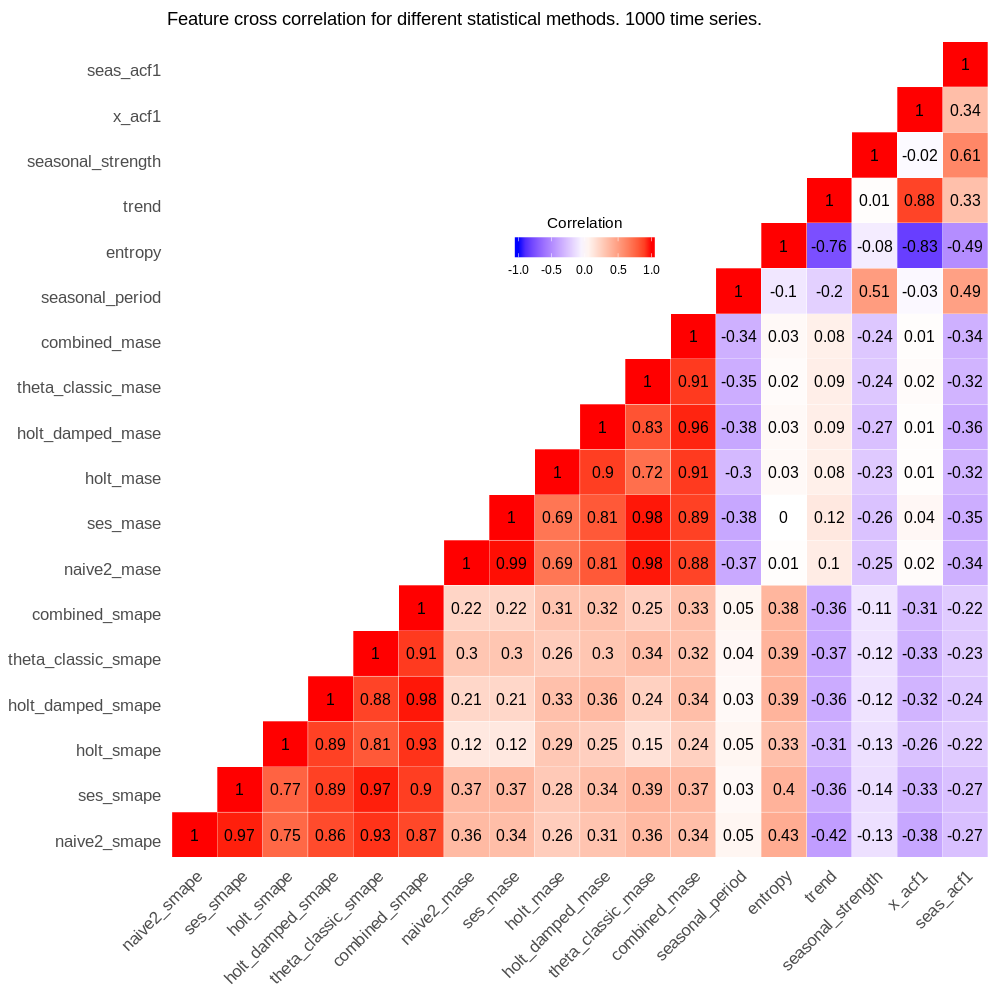 Feature cross correlation for different statistical methods. 1000 time series.
seas_acf1 1
x_acf1 1 0.34
seasonal_strength 1 -0.02 0.61
trend 1 0.01 0.88 0.33
Correlation
-1.0 -0.5 0.0 0.5 1.0
entropy 1 -0.76 -0.08 -0.83 -0.49
seasonal_period 1 -0.1 -0.2 0.51 -0.03 0.49
combined_mase 1 -0.34 0.03 0.08 -0.24 0.01 -0.34
theta_classic_mase 1 0.91 -0.35 0.02 0.09 -0.24 0.02 -0.32
holt_damped_mase 1 0.83 0.96 -0.38 0.03 0.09 -0.27 0.01 -0.36
holt_mase 1 0.9 0.72 0.91 -0.3 0.03 0.08 -0.23 0.01 -0.32
ses_mase 1 0.69 0.81 0.98 0.89 -0.38 0 0.12 -0.26 0.04 -0.35
naive2_mase 1 0.99 0.69 0.81 0.98 0.88 -0.37 0.01 0.1 -0.25 0.02 -0.34
combined_smape 1 0.22 0.22 0.31 0.32 0.25 0.33 0.05 0.38 -0.36 -0.11 -0.31 -0.22
theta_classic_smape 1 0.91 0.3 0.3 0.26 0.3 0.34 0.32 0.04 0.39 -0.37 -0.12 -0.33 -0.23
holt_damped_smape 1 0.88 0.98 0.21 0.21 0.33 0.36 0.24 0.34 0.03 0.39 -0.36 -0.12 -0.32 -0.24
holt_smape 1 0.89 0.81 0.93 0.12 0.12 0.29 0.25 0.15 0.24 0.05 0.33 -0.31 -0.13 -0.26 -0.22
ses_smape 1 0.77 0.89 0.97 0.9 0.37 0.37 0.28 0.34 0.39 0.37 0.03 0.4 -0.36 -0.14 -0.33 -0.27
naive2_smape 1 0.97 0.75 0.86 0.93 0.87 0.36 0.34 0.26 0.31 0.36 0.34 0.05 0.43 -0.42 -0.13 -0.38 -0.27
naive2_smape
ses_smape
holt_smape
holt_damped_smape
theta_classic_smape
combined_smape
naive2_mase
ses_mase
holt_mase
holt_damped_mase
theta_classic_mase
combined_mase
seasonal_period
entropy
trend
seasonal_strength
x_acf1
seas_acf1